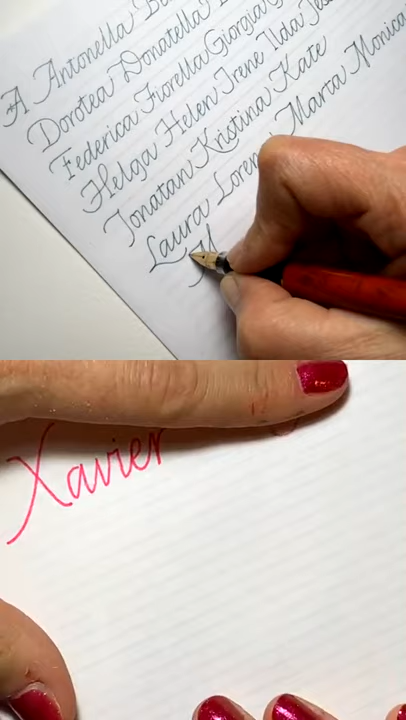 A Antonella
Dorotea Donatella
Federica Fiorella Giorgia
Helga Helen Irene Ilda
Jonatan Kristina Kate
Laura Marta Monica
Xavier